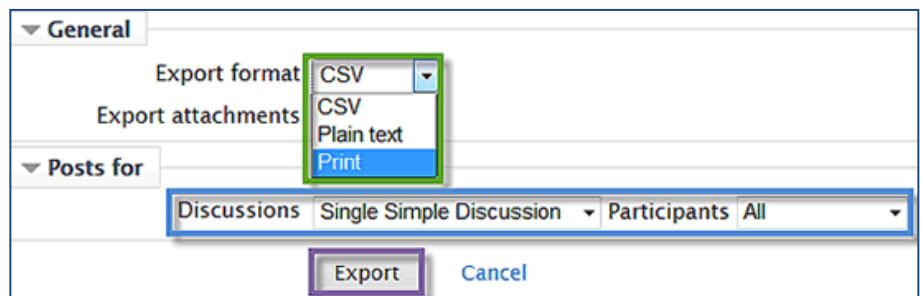 General
Export format CSV
CSV
Export attachments
Plain text
Print
Posts for
Discussions Single Simple Discussion Participants All
Export Cancel